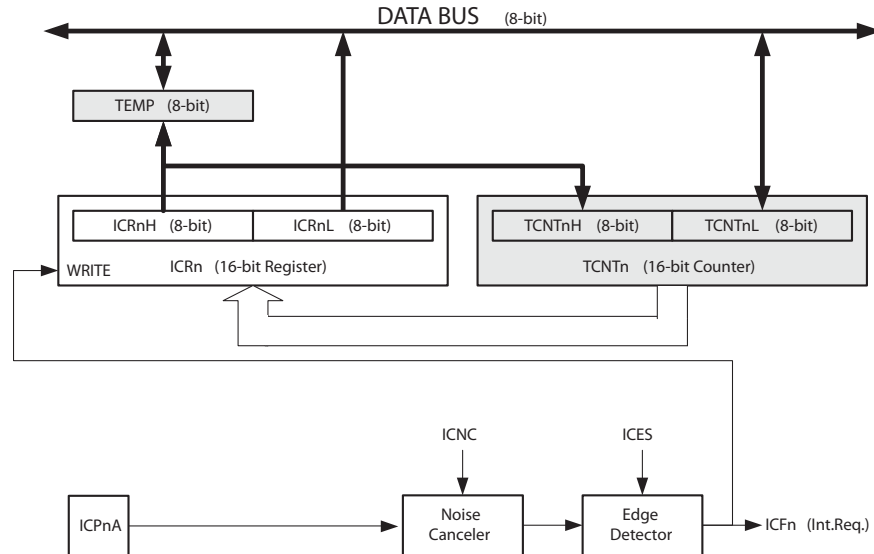 DATA BUS (8-bit)
TEMP (8-bit)
ICRnH (8-bit) ICRnL (8-bit)
TCNTnH (8-bit) TCNTnL (8-bit)
WRITE
ICRn (16-bit Register)
TCNTn (16-bit Counter)
ICNC
ICES
ICPnA
Noise
Canceler
Edge
Detector
ICFn (Int.Req.)